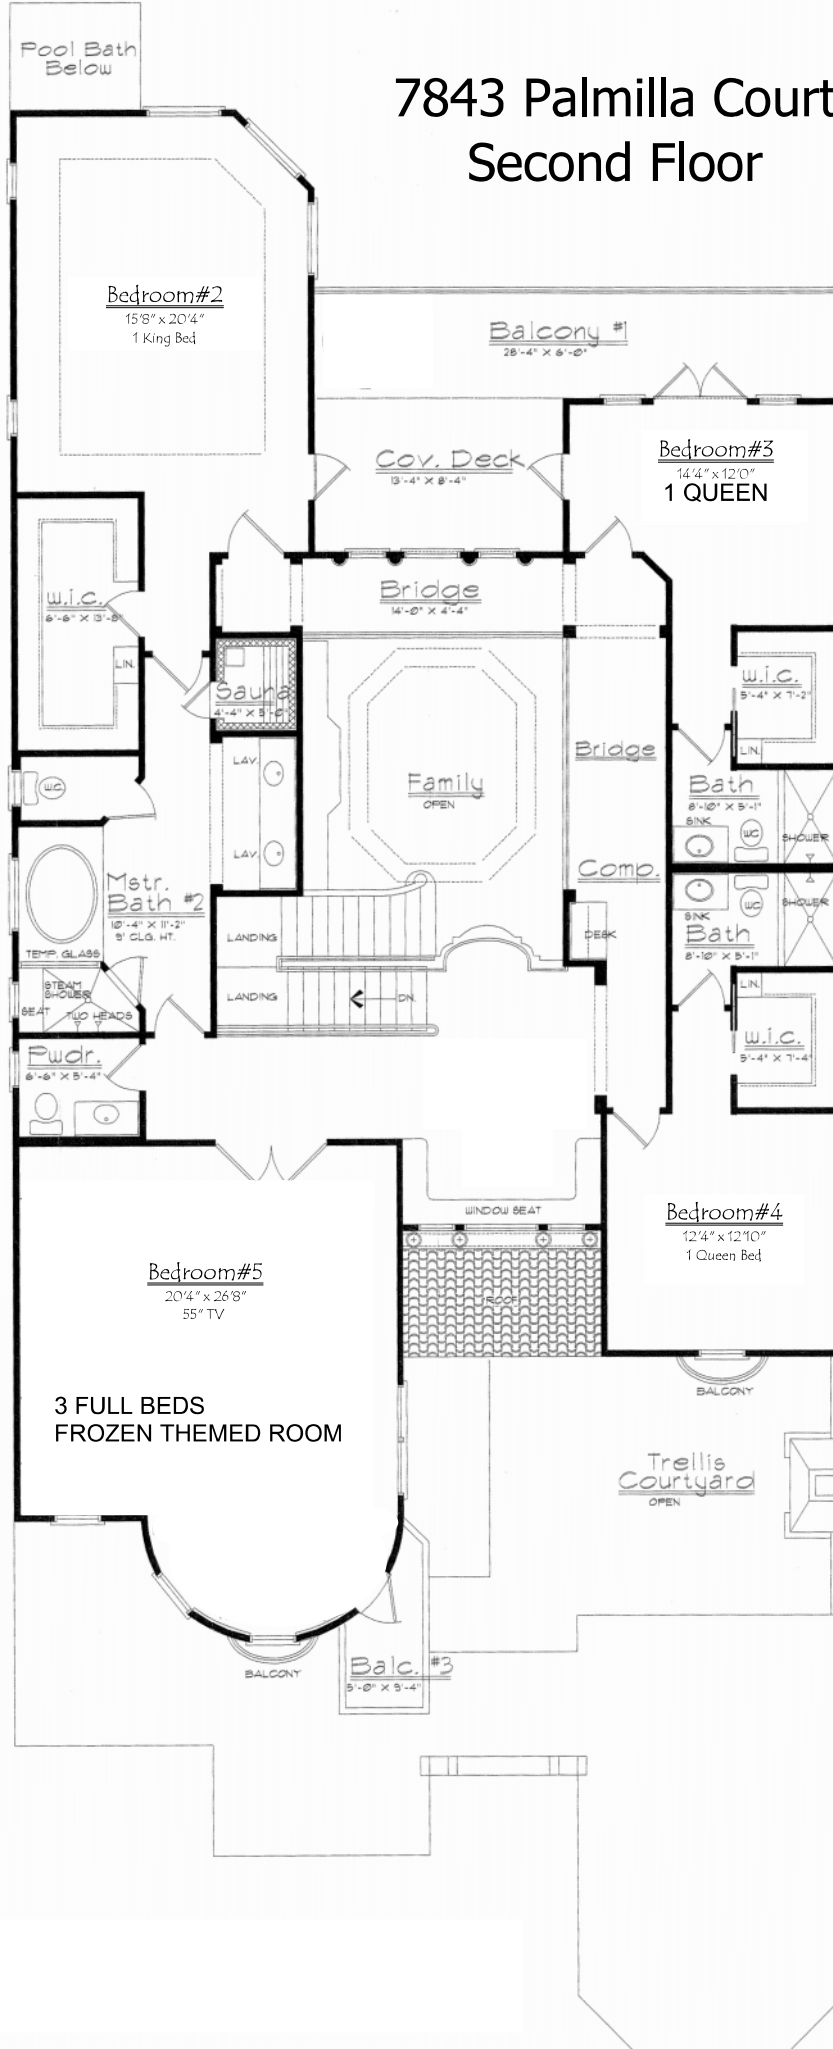 Pool Bath
Below
7843 Palmilla Court
Second Floor
Bedroom#2
15'8" x 20'4"
1 King Bed
Balcony #1
28'-4" X 6'-0"
Cov. Deck
13'-4" X 8'-4"
Bedroom#3
14'4" x 12'0"
1 QUEEN
Bridge
14'-0" X 4'-4"
W.I.C.
6'-6" X 13'-8"
LIN.
Sauna
4'-4" X 5'-0"
W.I.C.
5'-4" X 7'-2"
LIN.
Bridge
Family
OPEN
LAV.
LAV.
W.C.
Bath
8'-10" X 5'-1"
SINK
WC
SHOWER
Comp.
DESK
Mstr.
Bath #2
10'-4" X 11'-2"
9' CLG. HT.
TEMP. GLASS
STEAM
SHOWER
SEAT
TWO HEADS
LANDING
LANDING
DN.
SINK
WC
SHOWER
Bath
8'-10" X 5'-1"
LIN.
W.I.C.
5'-4" X 7'-4"
Pwdr.
6'-6" X 5'-4"
WINDOW SEAT
Bedroom#4
12'4" x 12'10"
1 Queen Bed
Bedroom#5
20'4" x 26'8"
55" TV
ROOF
3 FULL BEDS
FROZEN THEMED ROOM
BALCONY
Trellis
Courtyard
OPEN
BALCONY
Balc. #3
5'-0" X 9'-4"